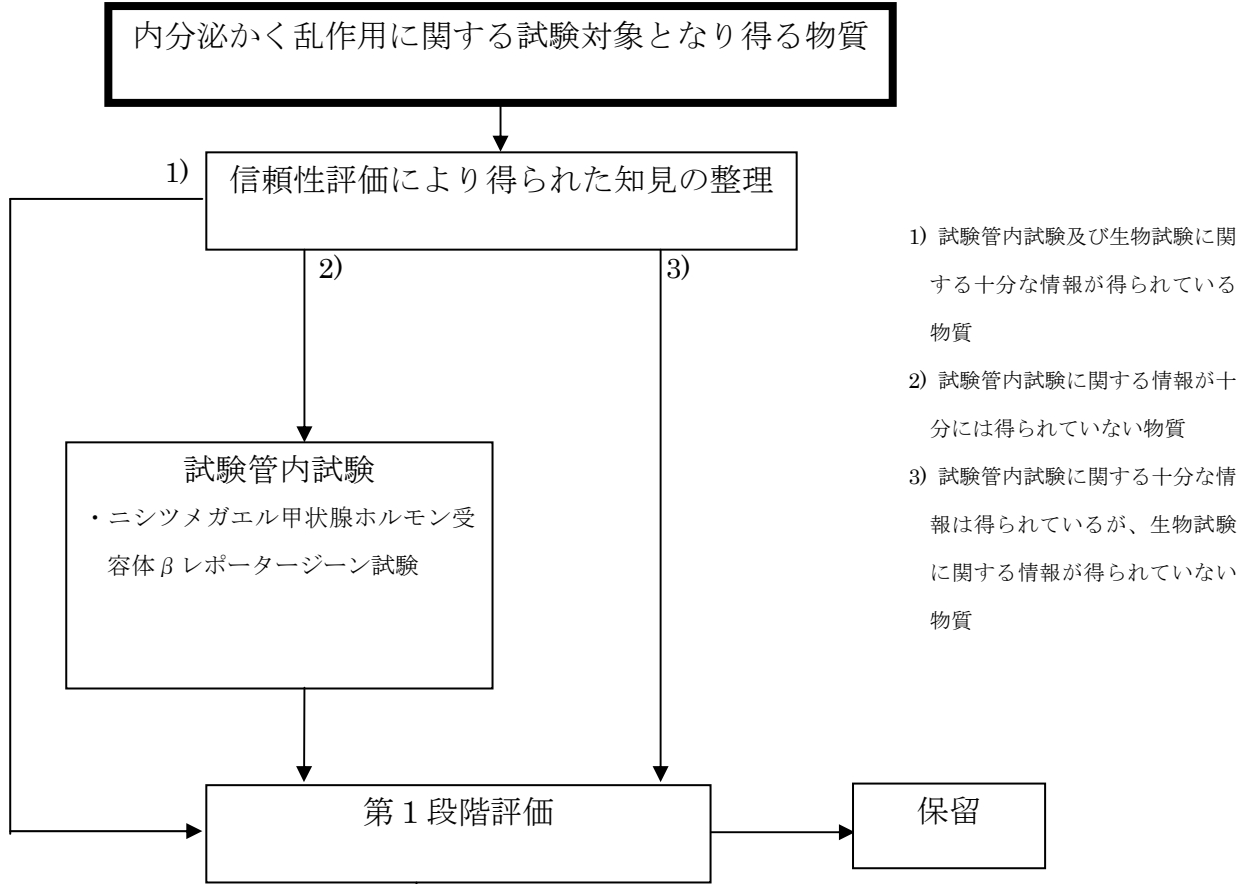 内分泌かく乱作用に関する試験対象となり得る物質
1)
信頼性評価により得られた知見の整理
2)
3)
1) 試験管内試験及び生物試験に関
する十分な情報が得られている
物質
2) 試験管内試験に関する情報が十
分には得られていない物質
3) 試験管内試験に関する十分な情
報は得られているが、生物試験
に関する情報が得られていない
物質
試験管内試験
・ニシツメガエル甲状腺ホルモン受
容体βレポータージーン試験
第１段階評価
保留